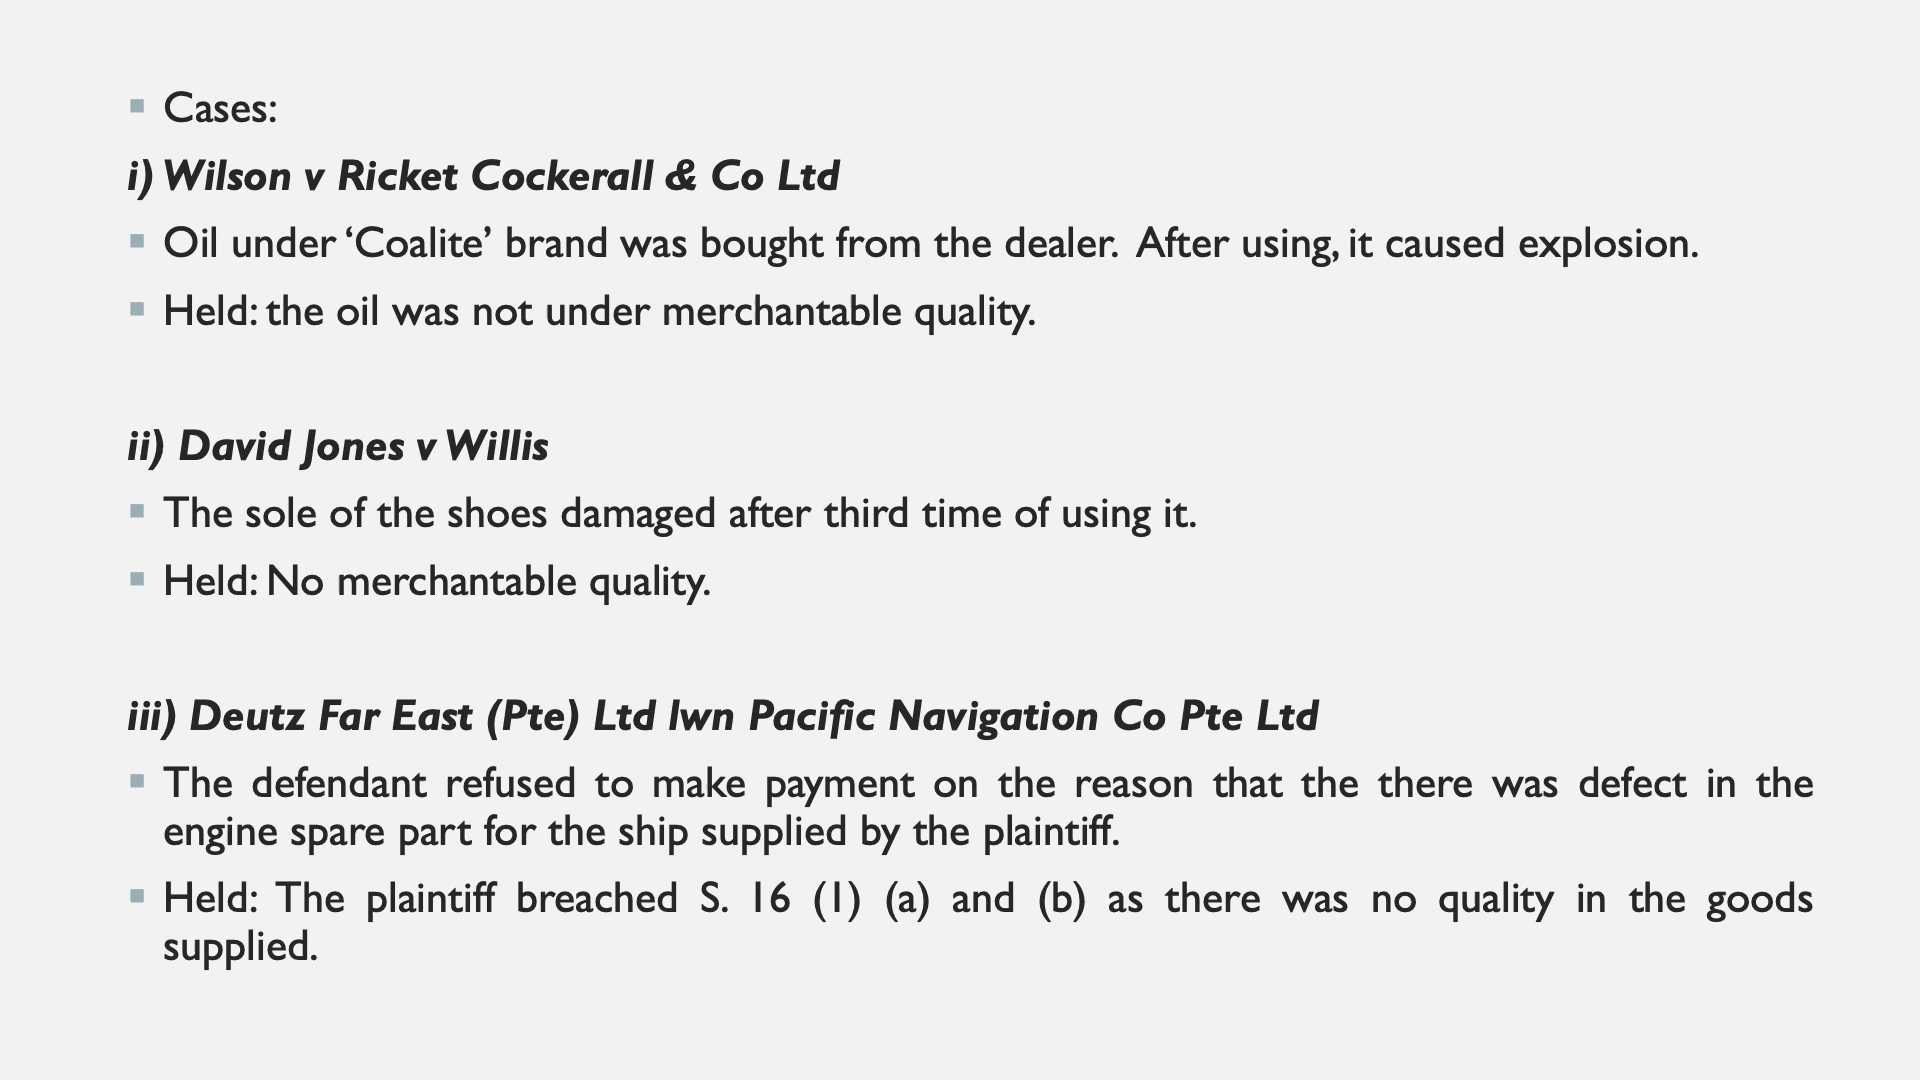 Cases:
i) Wilson v Ricket Cockerall & Co Ltd
Oil under ‘Coalite’ brand was bought from the dealer. After using, it caused explosion.
Held: the oil was not under merchantable quality.
ii) David Jones v Willis
The sole of the shoes damaged after third time of using it.
Held: No merchantable quality.
iii) Deutz Far East (Pte) Ltd lwn Pacific Navigation Co Pte Ltd
The defendant refused to make payment on the reason that the there was defect in the
engine spare part for the ship supplied by the plaintiff.
Held: The plaintiff breached S. 16 (1) (a) and (b) as there was no quality in the goods
supplied.